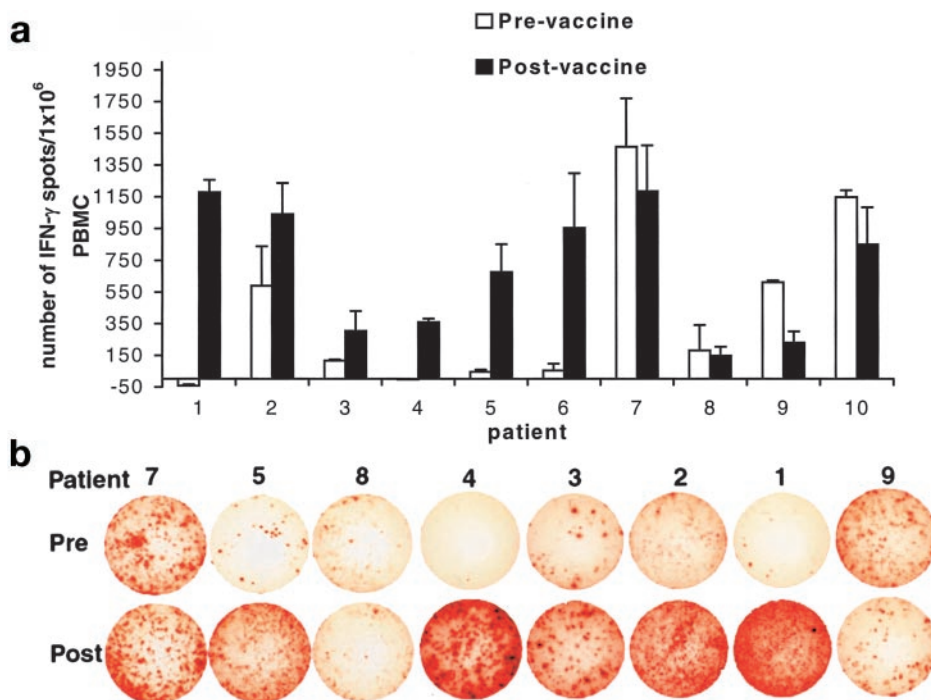 a
Pre-vaccine
Post-vaccine
number of IFN-γ spots/1x10⁶
PBMC
1950
1750
1550
1350
1150
950
750
550
350
150
-50
1 2 3 4 5 6 7 8 9 10
patient
b
Patient 7 5 8 4 3 2 1 9
Pre
Post